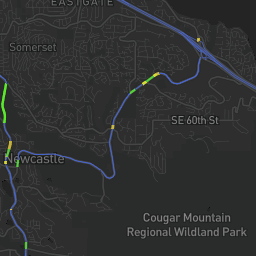 EASTGATE
Somerset
SE 60th St
Newcastle
Cougar Mountain
Regional Wildland Park